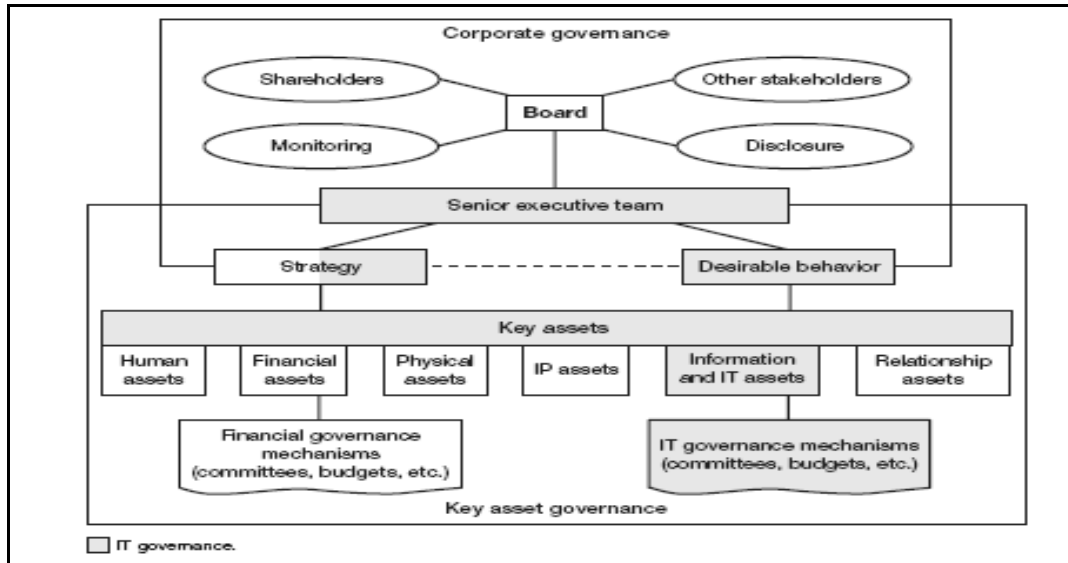 Corporate governance
Shareholders
Other stakeholders
Board
Monitoring
Disclosure
Senior executive team
Strategy
Desirable behavior
Key assets
Human
assets
Financial
assets
Physical
assets
IP assets
Information
and IT assets
Relationship
assets
Financial governance
mechanisms
(committees, budgets, etc.)
IT governance mechanisms
(committees, budgets, etc.)
Key asset governance
IT governance.